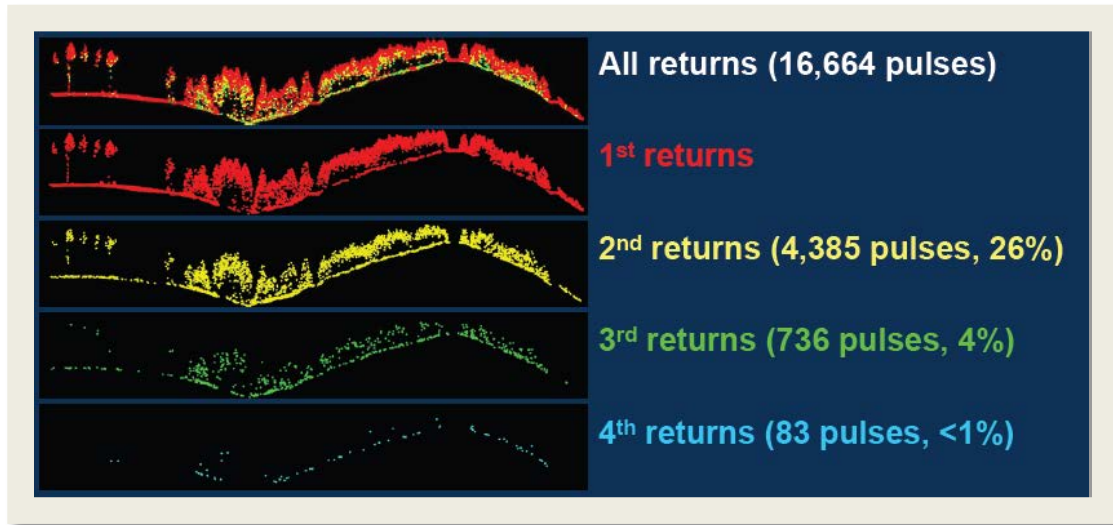 All returns (16,664 pulses)
1st returns
2nd returns (4,385 pulses, 26%)
3rd returns (736 pulses, 4%)
4th returns (83 pulses, <1%)